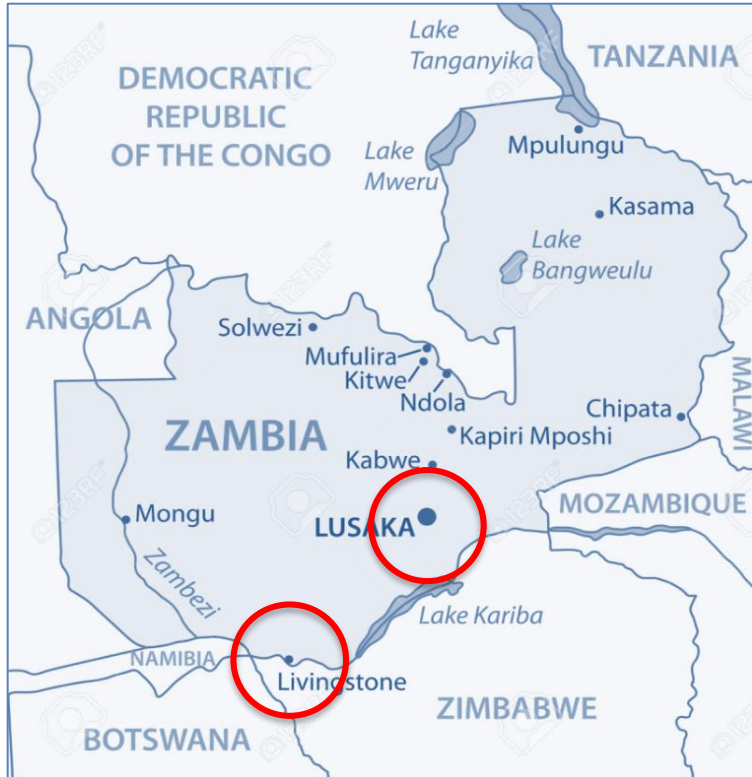 Lake
Tanganyika
TANZANIA
DEMOCRATIC
REPUBLIC
OF THE CONGO
Lake
Mweru
Mpulungu
Kasama
Lake
Bangweulu
ANGOLA
Solwezi
Mufulira
Kitwe
Ndola
MALAWI
Chipata
ZAMBIA
Kapiri Mposhi
Kabwe
MOZAMBIQUE
Mongu
LUSAKA
Zambezi
Lake Kariba
NAMIBIA
Livingstone
ZIMBABWE
BOTSWANA